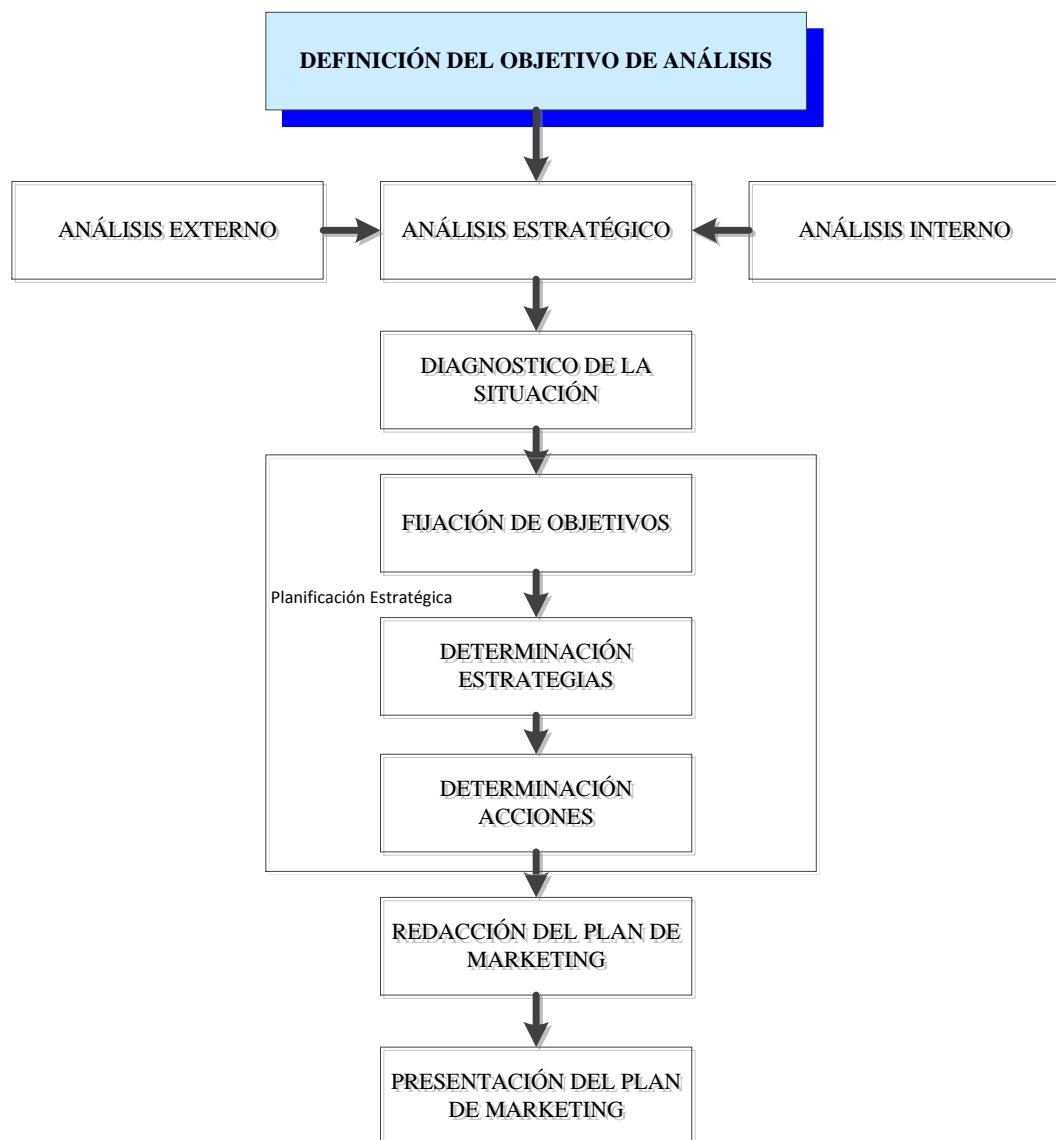 DEFINICIÓN DEL OBJETIVO DE ANÁLISIS
ANÁLISIS EXTERNO
ANÁLISIS ESTRATÉGICO
ANÁLISIS INTERNO
DIAGNOSTICO DE LA
SITUACIÓN
FIJACIÓN DE OBJETIVOS
Planificación Estratégica
DETERMINACIÓN
ESTRATEGIAS
DETERMINACIÓN
ACCIONES
REDACCIÓN DEL PLAN DE
MARKETING
PRESENTACIÓN DEL PLAN
DE MARKETING